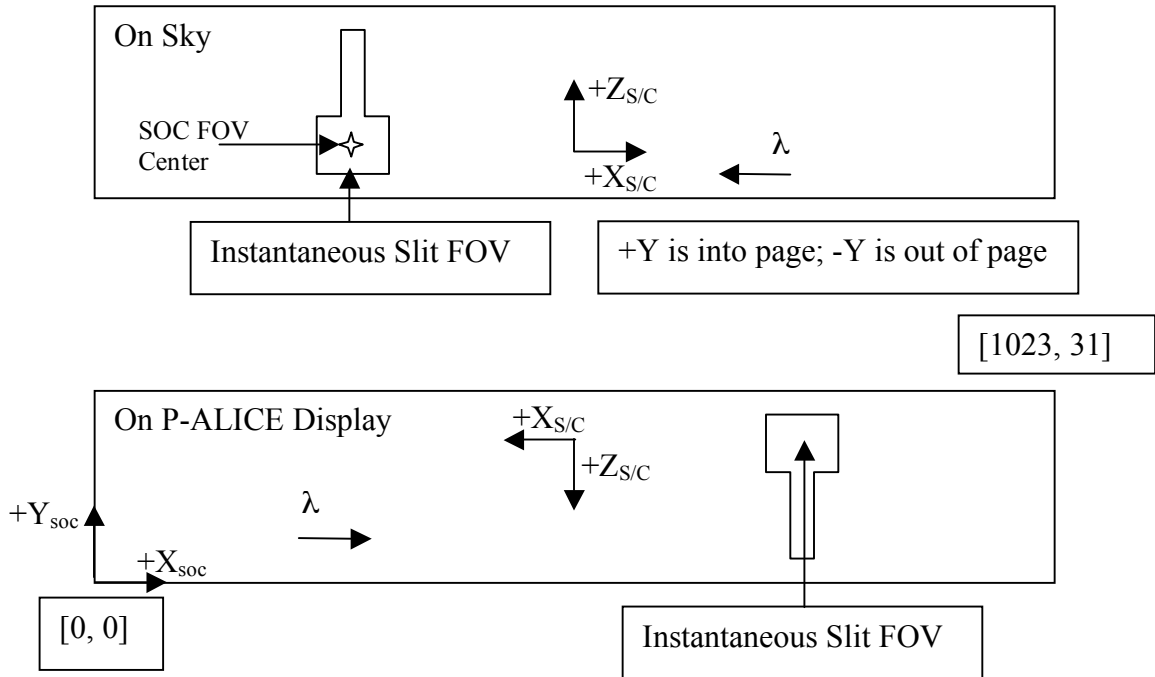 On Sky
+Z S/C
SOC FOV
Center
λ
+X S/C
Instantaneous Slit FOV
+Y is into page; -Y is out of page
[1023, 31]
On P-ALICE Display
+X S/C
+Z S/C
λ
+Y soc
+X soc
[0, 0]
Instantaneous Slit FOV